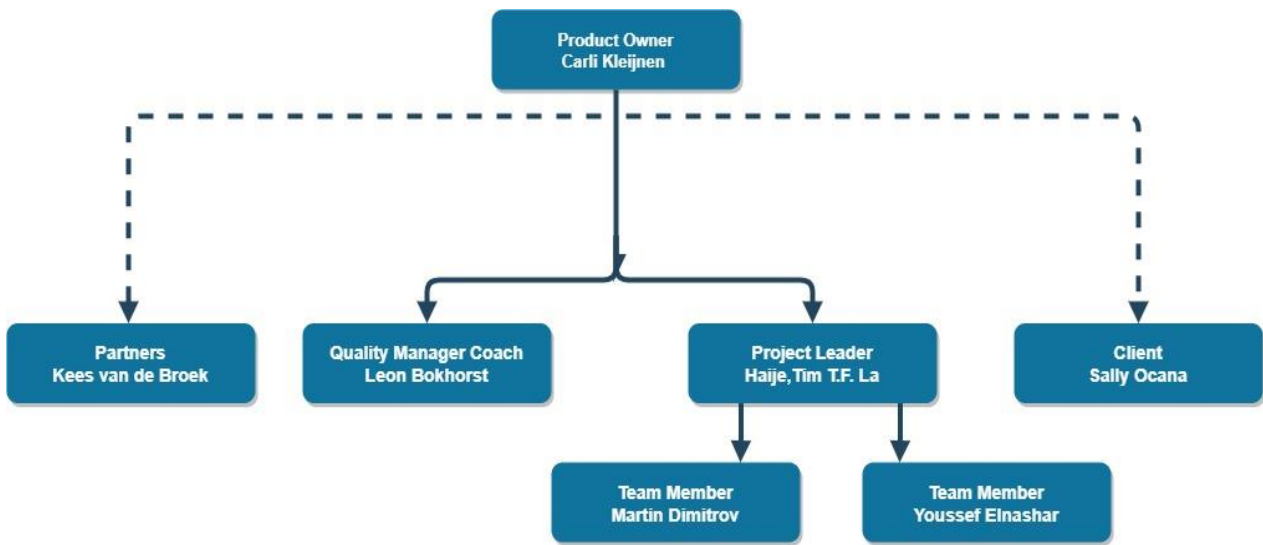 Product Owner
Carli Kleijnen
Partners
Kees van de Broek
Quality Manager Coach
Leon Bokhorst
Project Leader
Haije,Tim T.F. La
Client
Sally Ocana
Team Member
Martin Dimitrov
Team Member
Youssef Elnashar